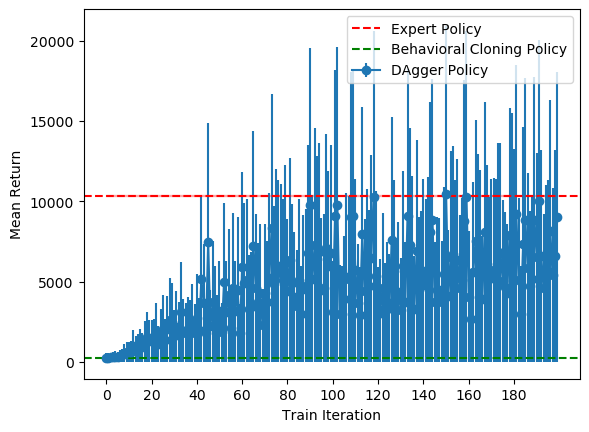 Expert Policy
Behavioral Cloning Policy
DAgger Policy
20000
15000
10000
5000
0
Mean Return
0 20 40 60 80 100 120 140 160 180
Train Iteration